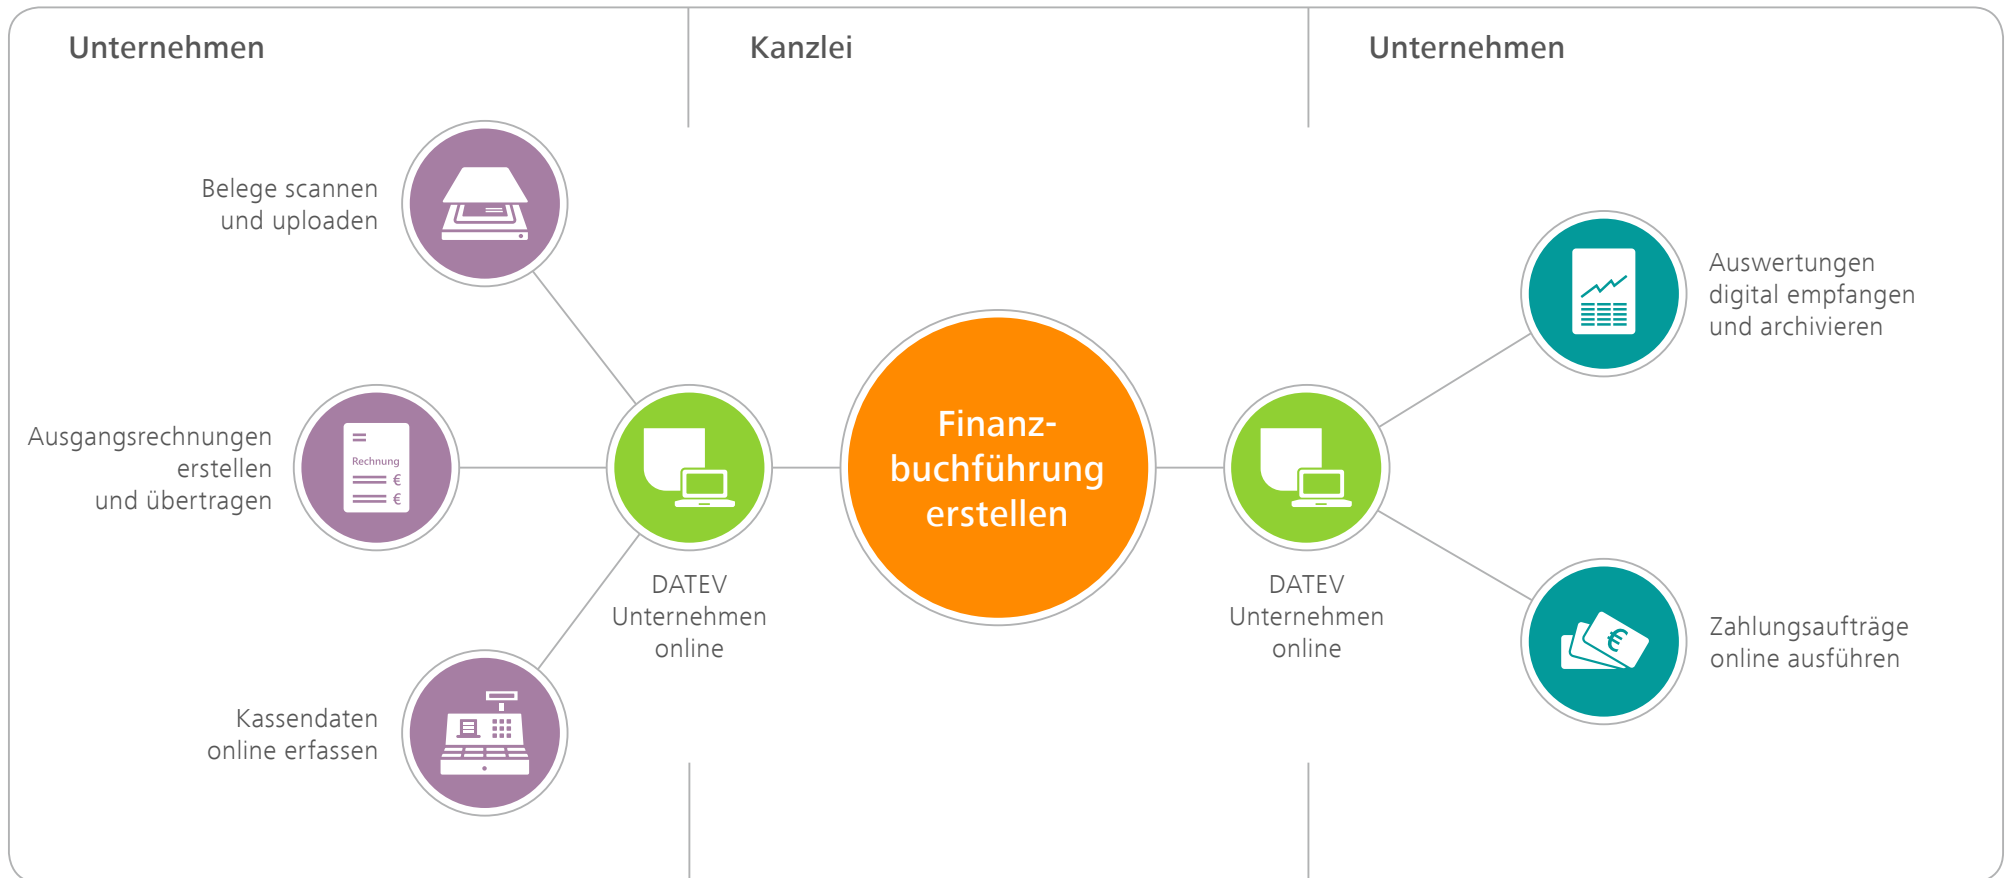 Unternehmen
Kanzlei
Unternehmen
Belege scannen
und uploaden
Ausgangsrechnungen
erstellen
und übertragen
Rechnung
€
€
Kassendaten
online erfassen
DATEV
Unternehmen
online
Finanz-
buchführung
erstellen
DATEV
Unternehmen
online
Auswertungen
digital empfangen
und archivieren
€
Zahlungsaufträge
online ausführen